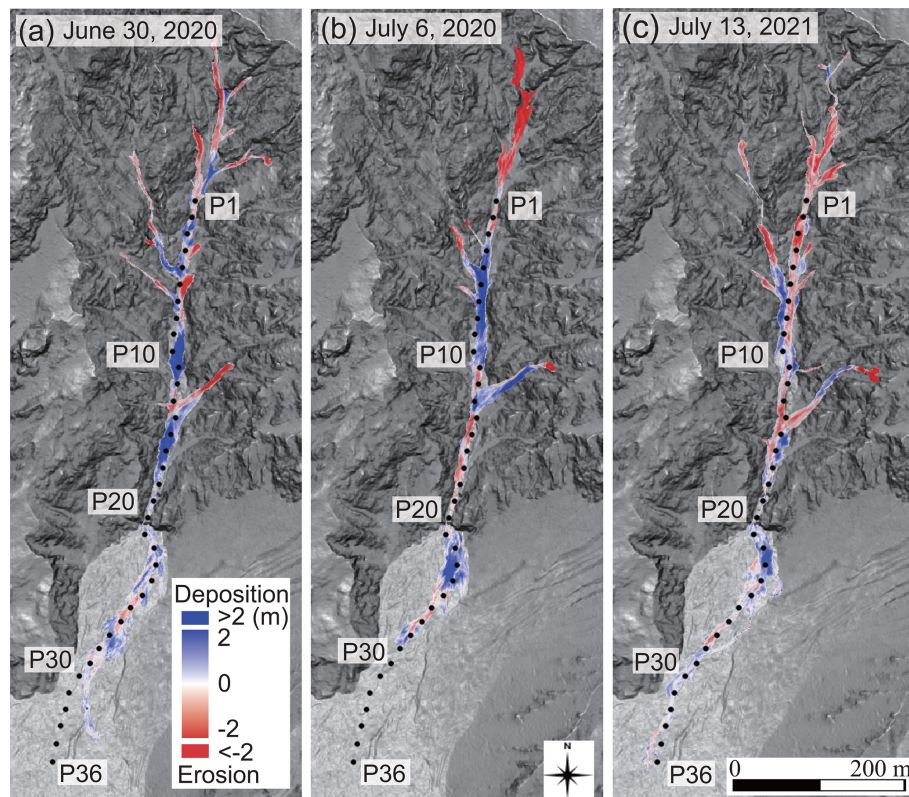 (a) June 30, 2020
P1
P10
P20
P30
P36
Deposition
>2 (m)
2
0
-2
<-2
Erosion
(b) July 6, 2020
P1
P10
P20
P30
P36
N
(c) July 13, 2021
P1
P10
P20
P30
P36
0 200 m